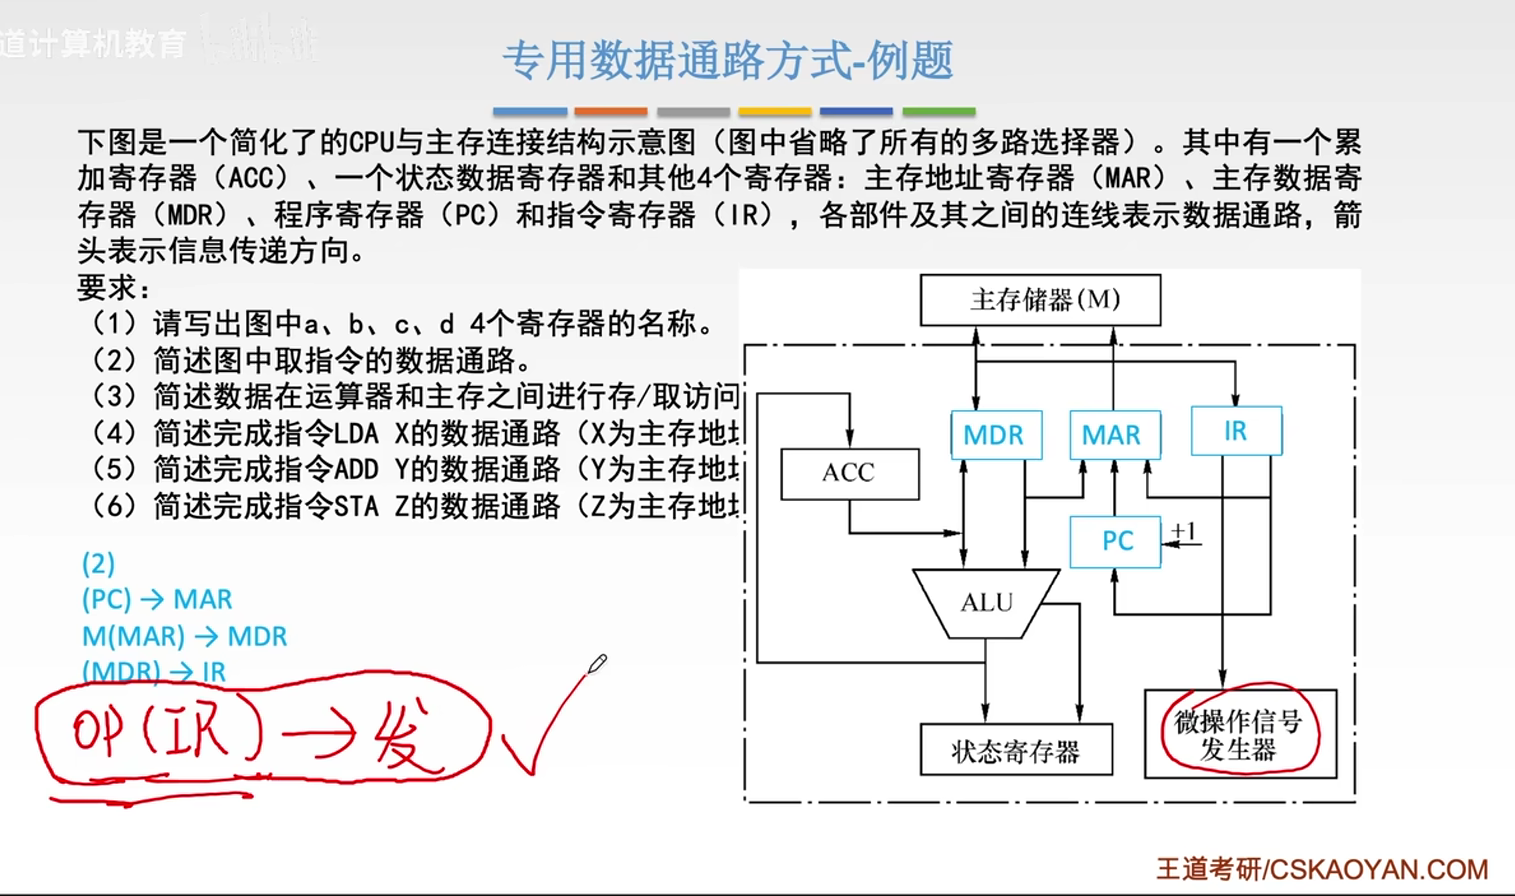 道计算机教育
专用数据通路方式-例题
下图是一个简化了的CPU与主存连接结构示意图（图中省略了所有的多路选择器）。其中有一个累
加寄存器（ACC）、一个状态数据寄存器和其他4个寄存器：主存地址寄存器（MAR）、主存数据寄
存器（MDR）、程序寄存器（PC）和指令寄存器（IR），各部件及其之间的连线表示数据通路，箭
头表示信息传递方向。
要求：
（1）请写出图中a、b、c、d 4个寄存器的名称。
（2）简述图中取指令的数据通路。
（3）简述数据在运算器和主存之间进行存/取访问
（4）简述完成指令LDA X的数据通路（X为主存地
（5）简述完成指令ADD Y的数据通路（Y为主存地
（6）简述完成指令STA Z的数据通路（Z为主存地
(2)
(PC) → MAR
M(MAR) → MDR
(MDR) → IR
OP(IR) → 发
主存储器(M)
MDR
MAR
IR
ACC
PC
+1
ALU
状态寄存器
微操作信号
发生器
王道考研/CSKAOYAN.COM